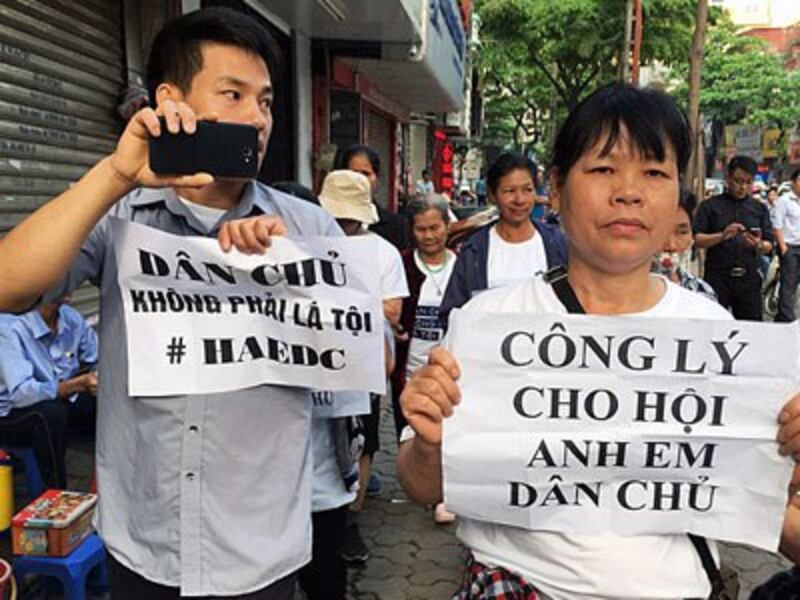 DÂN CHỦ
KHÔNG PHẢI LÀ TỘI
# HAEDC
CÔNG LÝ
CHO HỘI
ANH EM
DÂN CHỦ